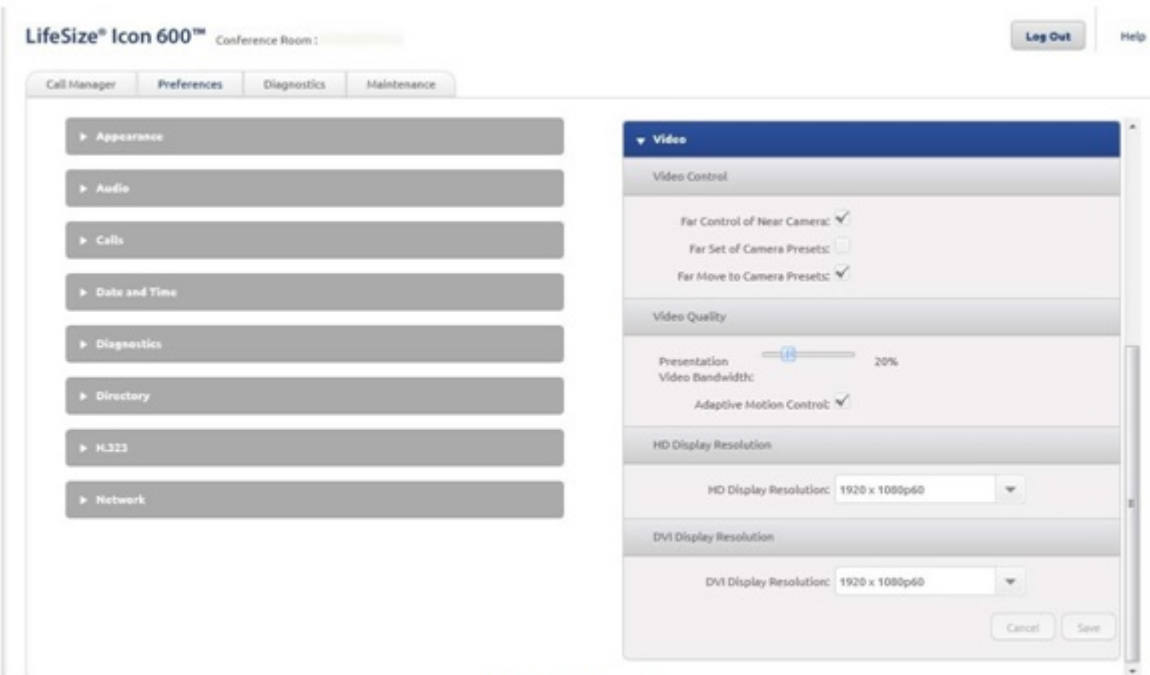 LifeSize® Icon 600™ Conference Room :
Log Out
Help
Call Manager
Preferences
Diagnostics
Maintenance
Appearance
Audio
Calls
Date and Time
Diagnostics
Directory
H.323
Network
Video
Video Control
Far Control of Near Camera:
Far Set of Camera Presets:
Far Move to Camera Presets:
Video Quality
Presentation
Video Bandwidth:
20%
Adaptive Motion Control:
HD Display Resolution
HD Display Resolution: 1920 x 1080p60
DVI Display Resolution
DVI Display Resolution: 1920 x 1080p60
Cancel
Save